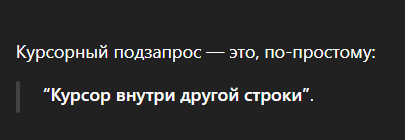 Курсорный подзапрос — это, по-простому:
“Курсор внутри другой строки”.